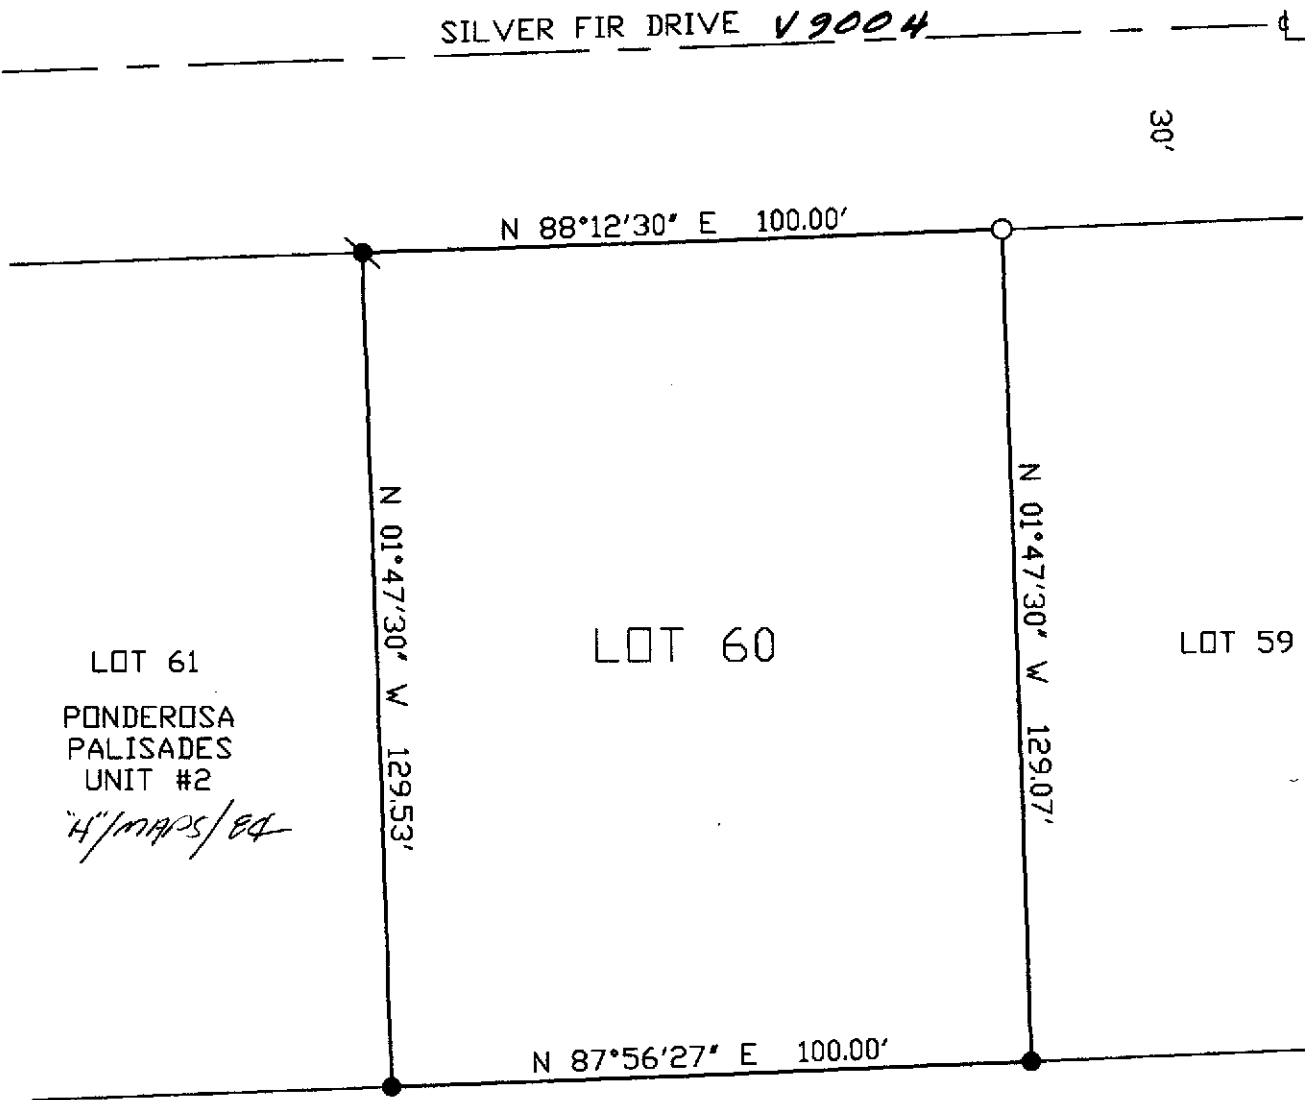 SILVER FIR DRIVE V9004
30'
N 88°12'30" E 100.00'
N 01°47'30" W 129.53'
N 01°47'30" W 129.07'
LOT 60
LOT 59
LOT 61
PONDEROSA
PALISADES
UNIT #2
"H"/MAPS/
N 87°56'27" E 100.00'